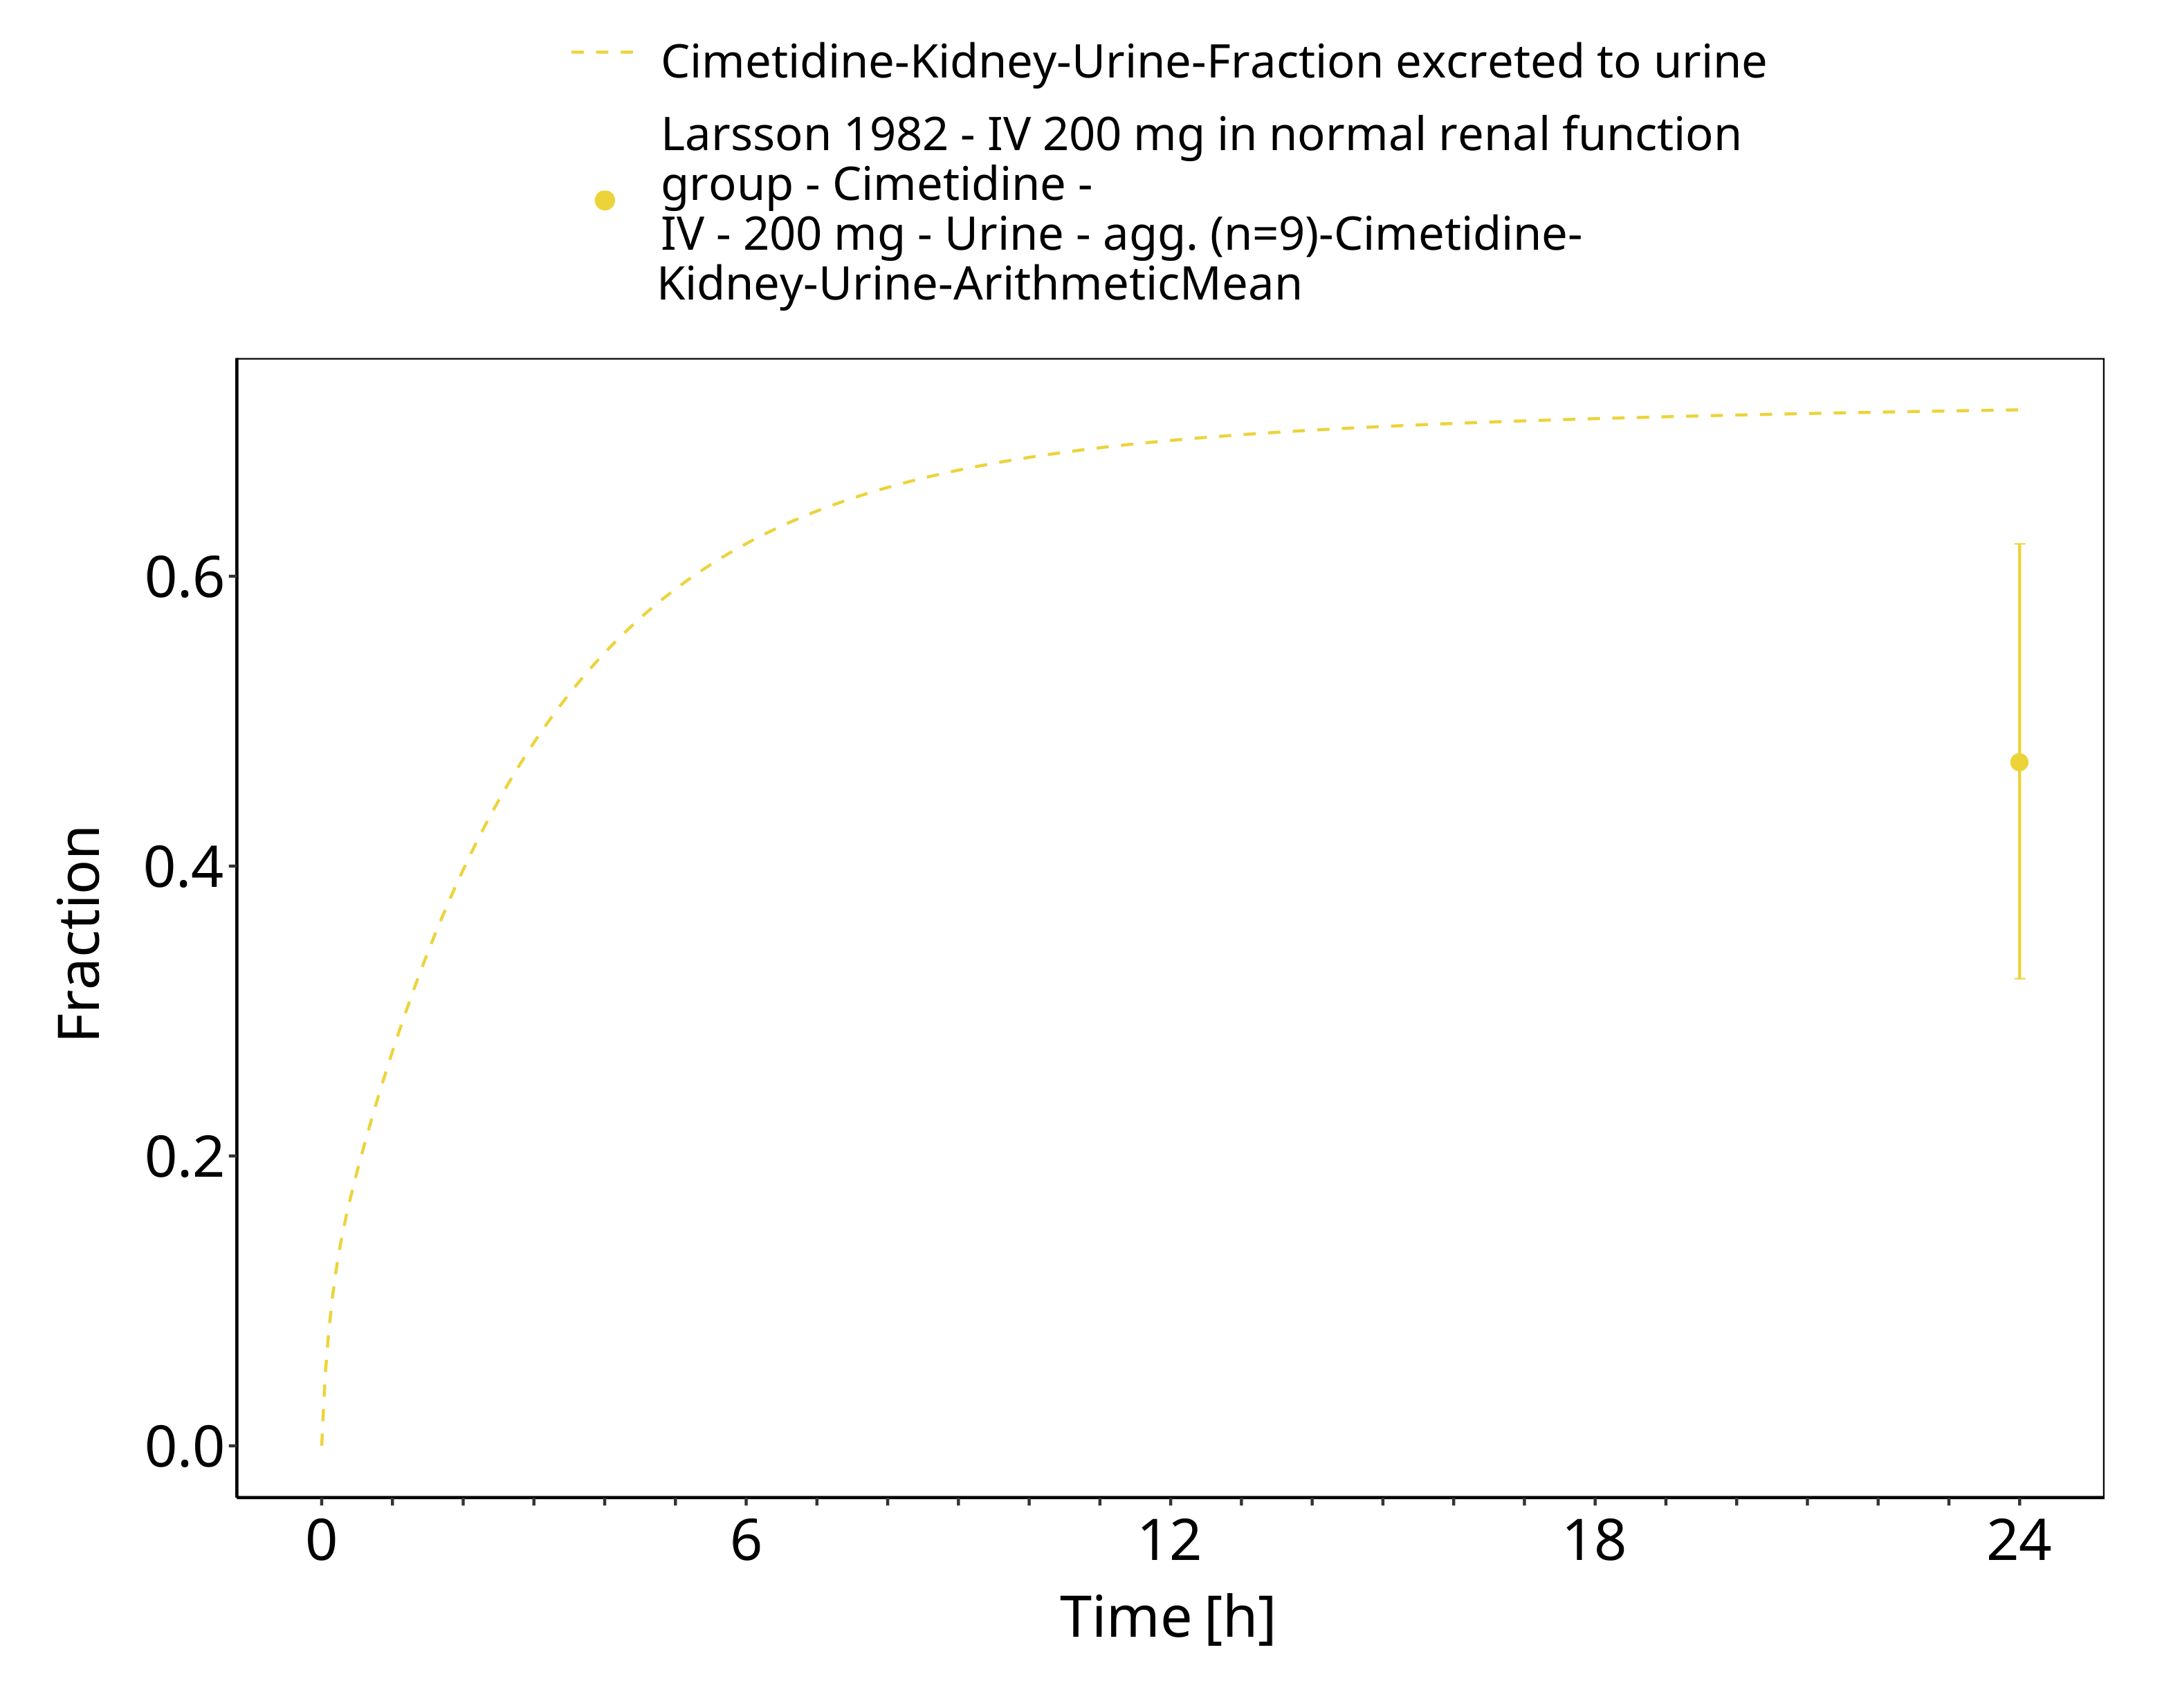 Cimetidine-Kidney-Urine-Fraction excreted to urine
Larsson 1982 - IV 200 mg in normal renal function
group - Cimetidine -
IV - 200 mg - Urine - agg. (n=9)-Cimetidine-
Kidney-Urine-ArithmeticMean
0.6
0.4
0.2
0.0
Fraction
0 6 12 18 24
Time [h]